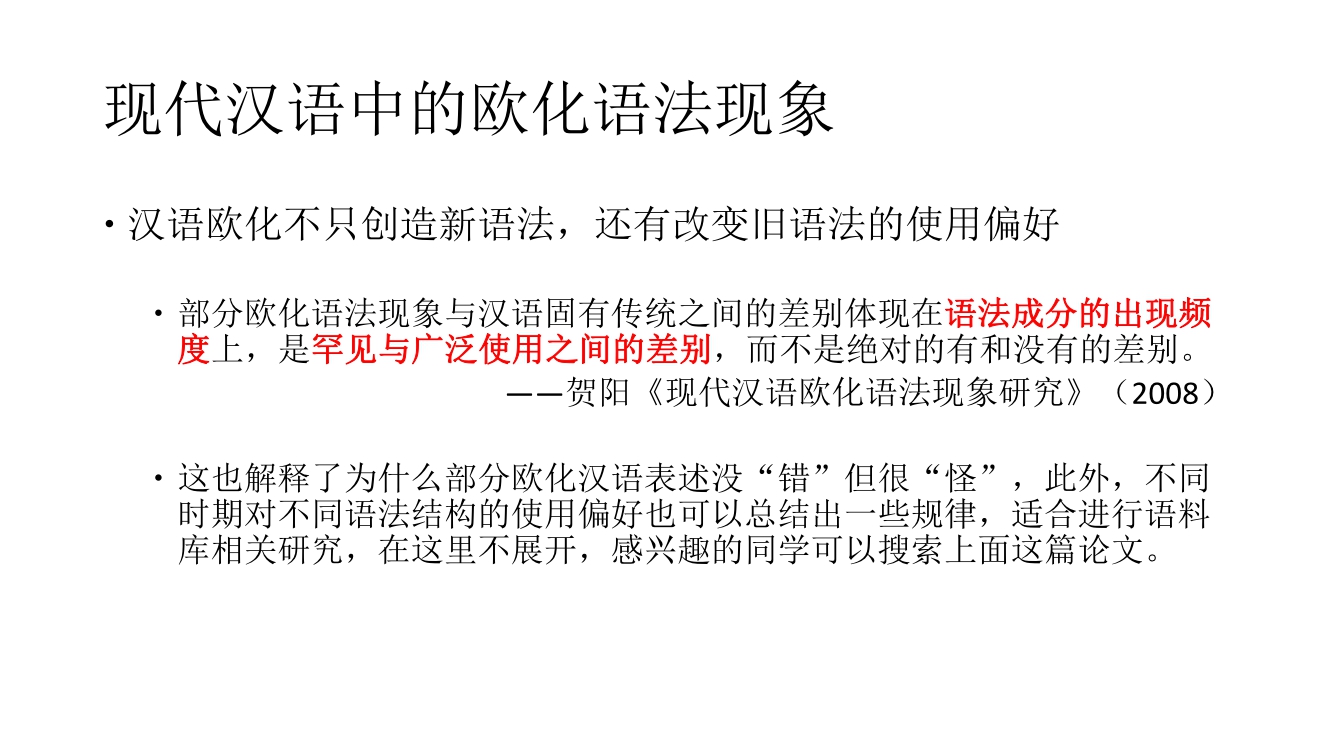 现代汉语中的欧化语法现象
• 汉语欧化不只创造新语法，还有改变旧语法的使用偏好
• 部分欧化语法现象与汉语固有传统之间的差别体现在语法成分的出现频
度上，是罕见与广泛使用之间的差别，而不是绝对的有和没有的差别。
——贺阳《现代汉语欧化语法现象研究》（2008）
• 这也解释了为什么部分欧化汉语表述没“错”但很“怪”，此外，不同
时期对不同语法结构的使用偏好也可以总结出一些规律，适合进行语料
库相关研究，在这里不展开，感兴趣的同学可以搜索上面这篇论文。